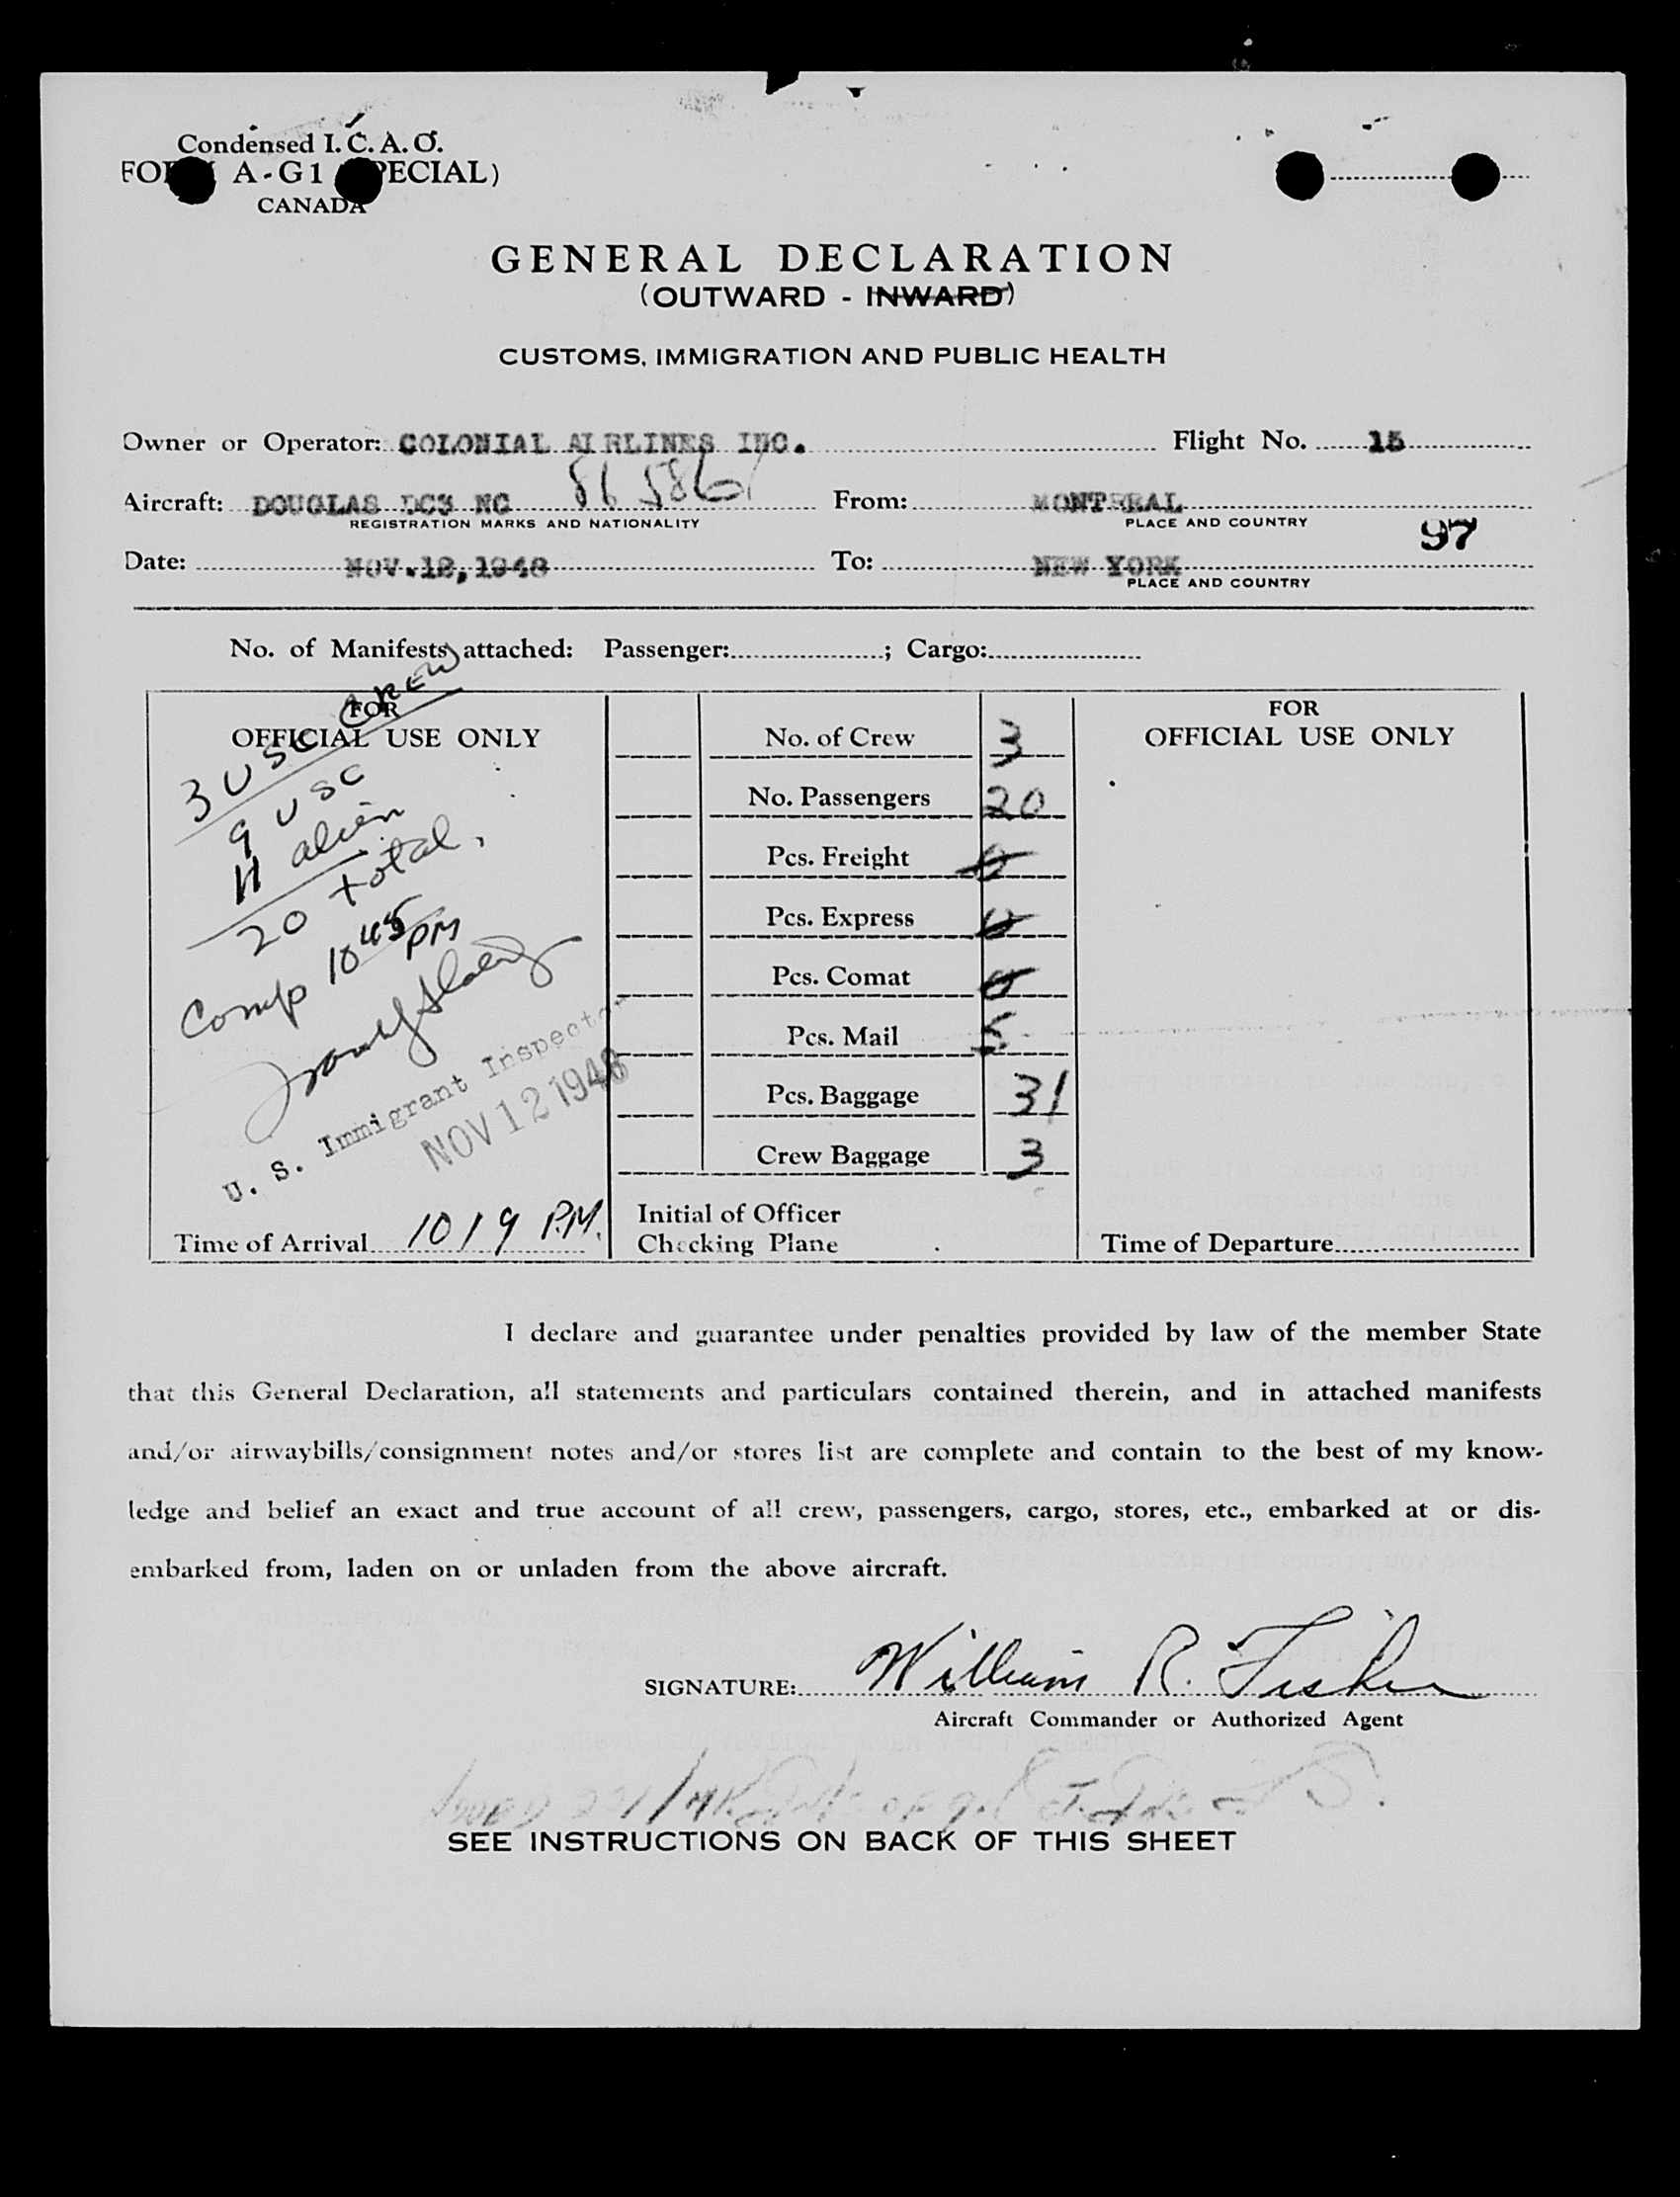 Condensed I. C. A. O.
A-G1
CANADA
GENERAL DECLARATION
(OUTWARD - INWARD)
CUSTOMS, IMMIGRATION AND PUBLIC HEALTH
Owner or Operator: COLONIAL AIRLINES INC. Flight No. 15
Aircraft: DOUGLAS DC3 NC 86586 From: MONTREAL
REGISTRATION MARKS AND NATIONALITY PLACE AND COUNTRY
97
Date: NOV.12,1948 To: NEW YORK
PLACE AND COUNTRY
No. of Manifests attached: Passenger: ; Cargo:
FOR
OFFICIAL USE ONLY
3 USC CREW
9 USC
11 alien
20 total.
Comp 10 45 PM
U. S. Immigrant Inspector
NOV 12 1948
Time of Arrival 1019 P.M.
No. of Crew 3
No. Passengers 20
Pcs. Freight 0
Pcs. Express 0
Pcs. Comat 0
Pcs. Mail 5
Pcs. Baggage 31
Crew Baggage 3
Initial of Officer
Checking Plane
FOR
OFFICIAL USE ONLY
Time of Departure
I declare and guarantee under penalties provided by law of the member State
that this General Declaration, all statements and particulars contained therein, and in attached manifests
and/or airwaybills/consignment notes and/or stores list are complete and contain to the best of my know-
ledge and belief an exact and true account of all crew, passengers, cargo, stores, etc., embarked at or dis-
embarked from, laden on or unladen from the above aircraft.
SIGNATURE: William R. Fisher
Aircraft Commander or Authorized Agent
SEE INSTRUCTIONS ON BACK OF THIS SHEET